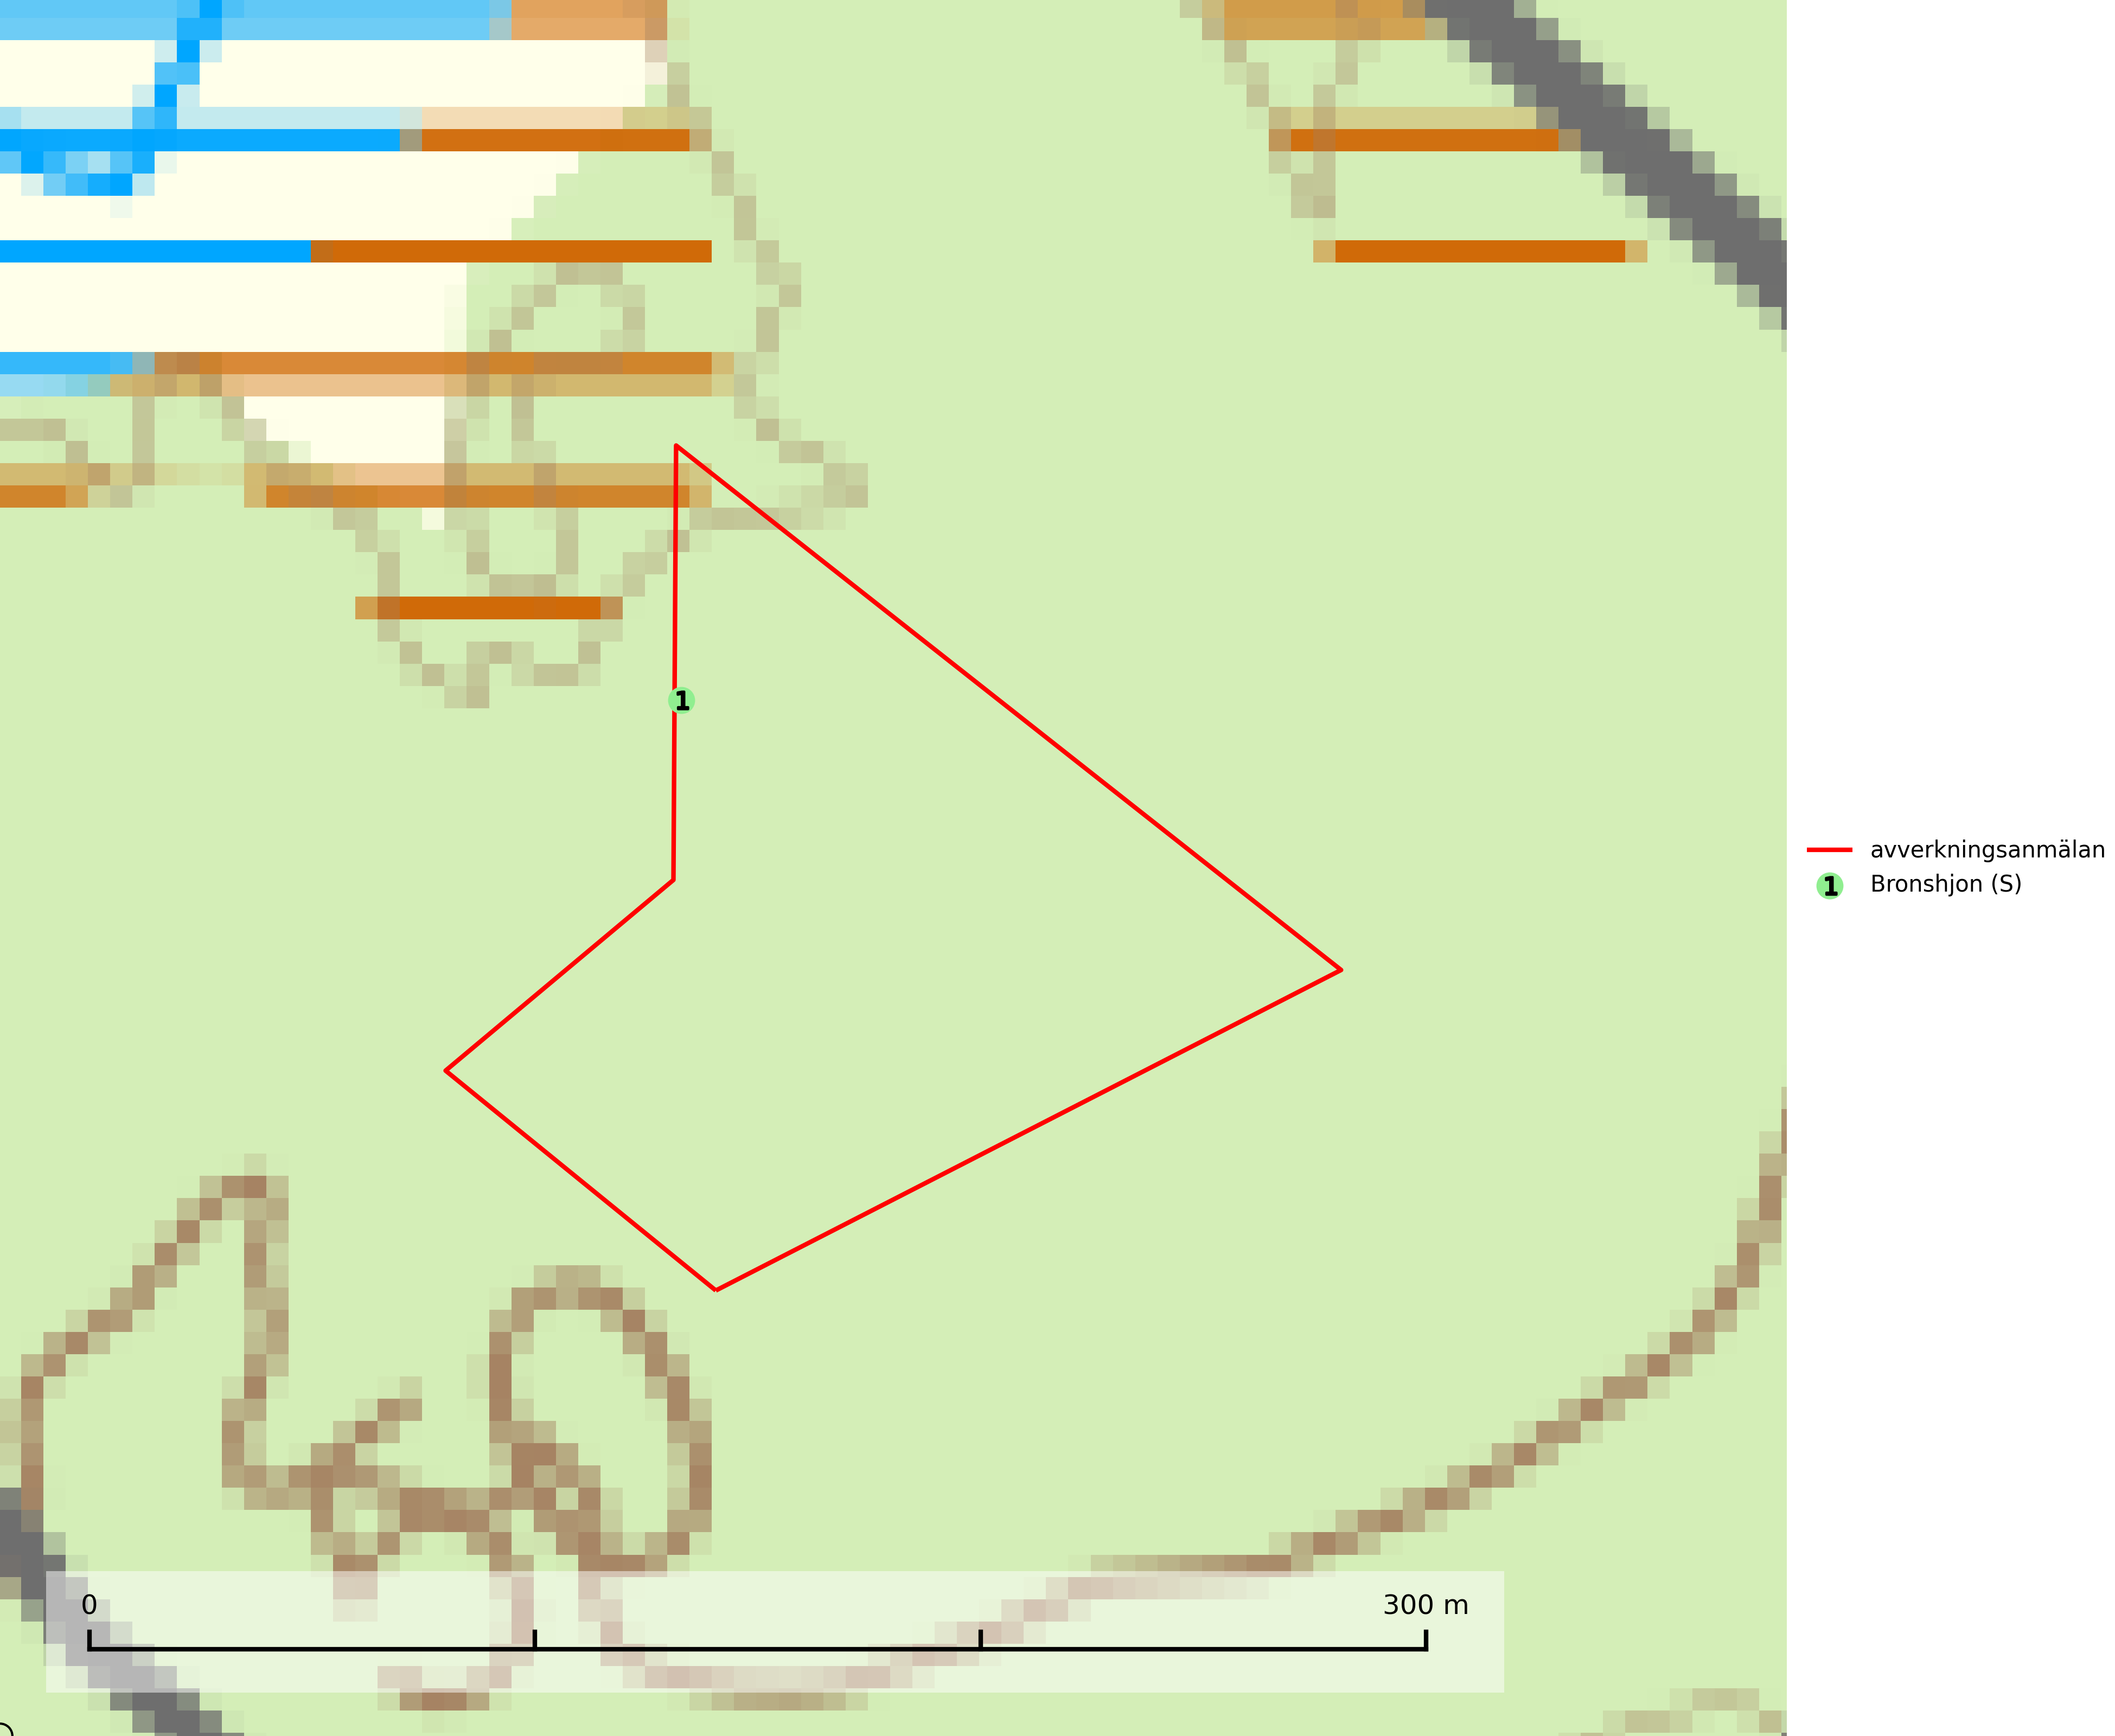 1
avverkningsanmälan
1 Bronshjon (S)
0 300 m